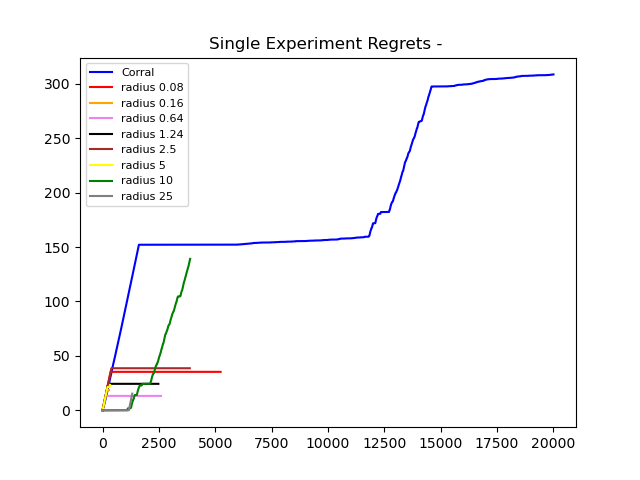 Single Experiment Regrets -
Corral
radius 0.08
radius 0.16
radius 0.64
radius 1.24
radius 2.5
radius 5
radius 10
radius 25
300
250
200
150
100
50
0
0 2500 5000 7500 10000 12500 15000 17500 20000